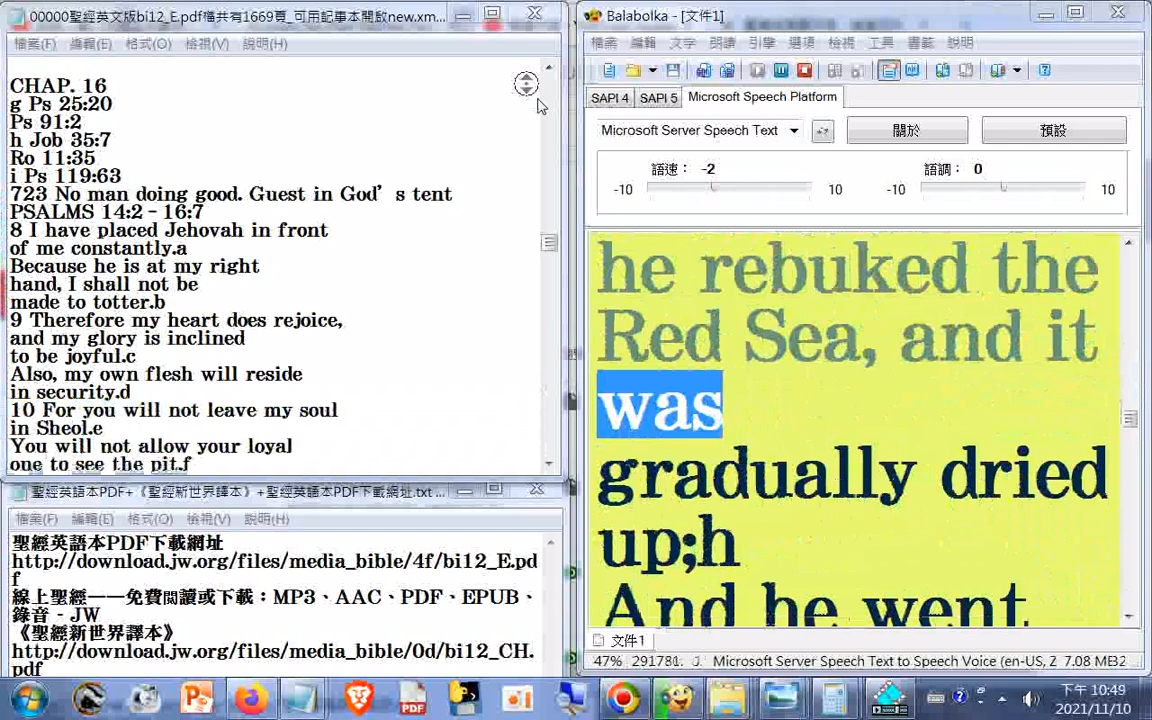 00000聖經英文版bi12_E.pdf檔共有1669頁_可用記事本開啟new.xm...
檔案(F) 編輯(E) 格式(O) 檢視(V) 說明(H)
CHAP. 16
g Ps 25:20
Ps 91:2
h Job 35:7
Ro 11:35
i Ps 119:63
723 No man doing good. Guest in God’s tent
PSALMS 14:2–16:7
8 I have placed Jehovah in front
of me constantly.a
Because he is at my right
hand, I shall not be
made to totter.b
9 Therefore my heart does rejoice,
and my glory is inclined
to be joyful.c
Also, my own flesh will reside
in security.d
10 For you will not leave my soul
in Sheol.e
You will not allow your loyal
one to see the pit.f
聖經英語本PDF+《聖經新世界譯本》+聖經英語本PDF下載網址.txt ...
檔案(F) 編輯(E) 格式(O) 檢視(V) 說明(H)
聖經英語本PDF下載網址
http://download.jw.org/files/media_bible/4f/bi12_E.pd
f
線上聖經——免費閱讀或下載：MP3、AAC、PDF、EPUB、
錄音 - JW
《聖經新世界譯本》
http://download.jw.org/files/media_bible/0d/bi12_CH.
pdf
Balabolka - [文件1]
檔案 編輯 文字 朗讀 引擎 選項 檢視 工具 書籤 說明
SAPI 4 SAPI 5 Microsoft Speech Platform
Microsoft Server Speech Text 關於 預設
語速： -2 語調： 0
-10 10 -10 10
he rebuked the
Red Sea, and it
was
gradually dried
up;h
And he went
文件1
47% 291781. Microsoft Server Speech Text to Speech Voice (en-US, Z 7.08 MB2
PDF
下午 10:49
2021/11/10